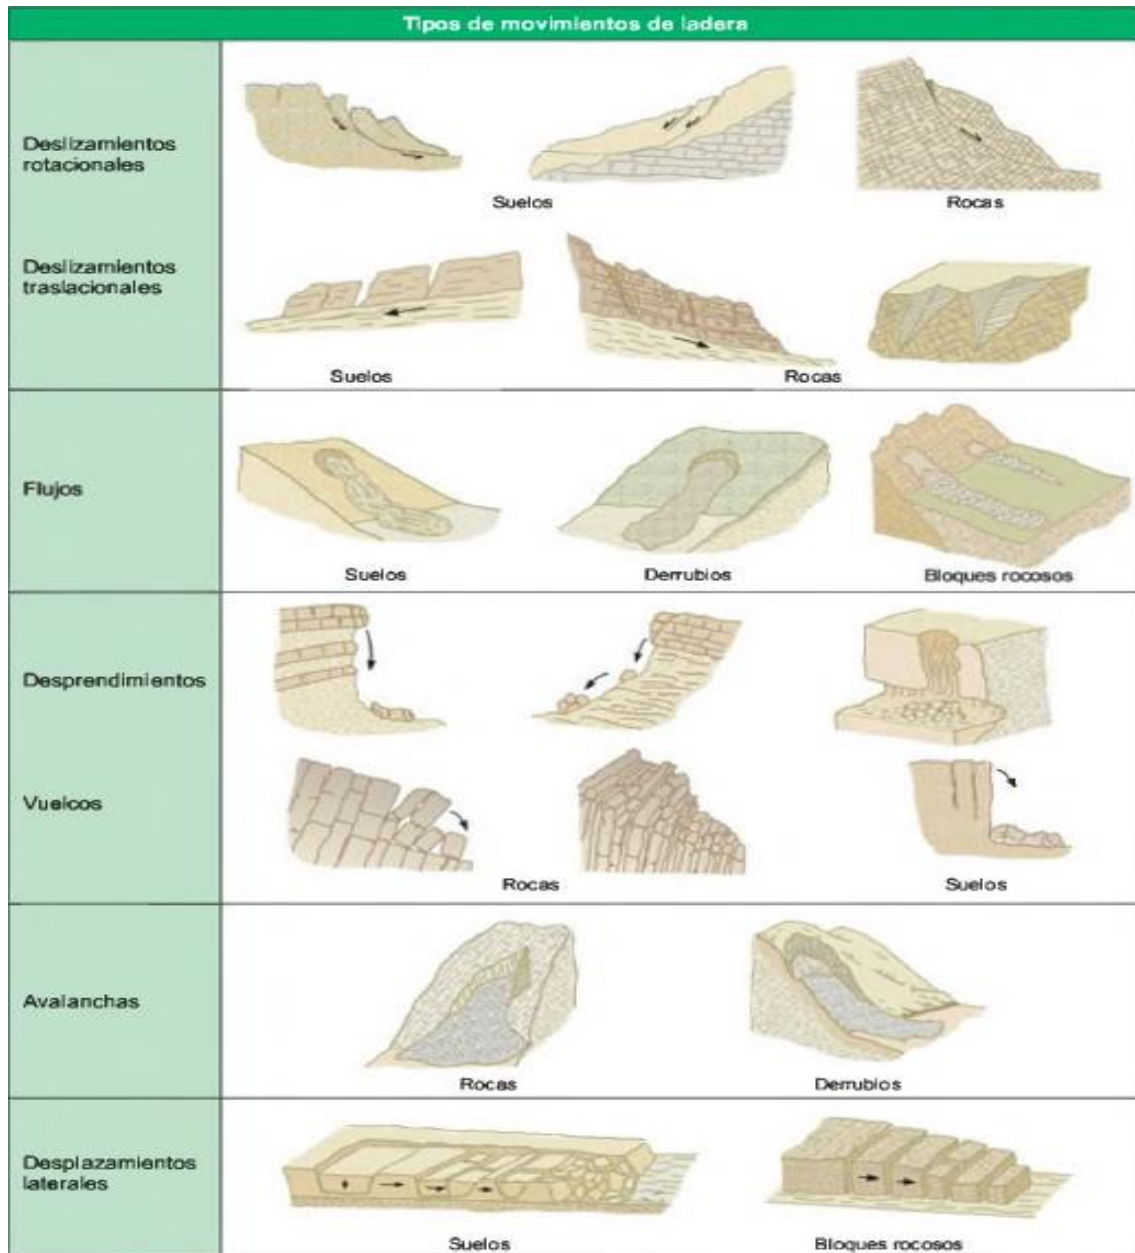 Tipos de movimientos de ladera
Deslizamientos
rotacionales
Suelos
Rocas
Deslizamientos
traslacionales
Suelos
Rocas
Flujos
Suelos
Derrubios
Bloques rocosos
Desprendimientos
Vuelcos
Rocas
Suelos
Avalanchas
Rocas
Derrubios
Desplazamientos
laterales
Suelos
Bloques rocosos